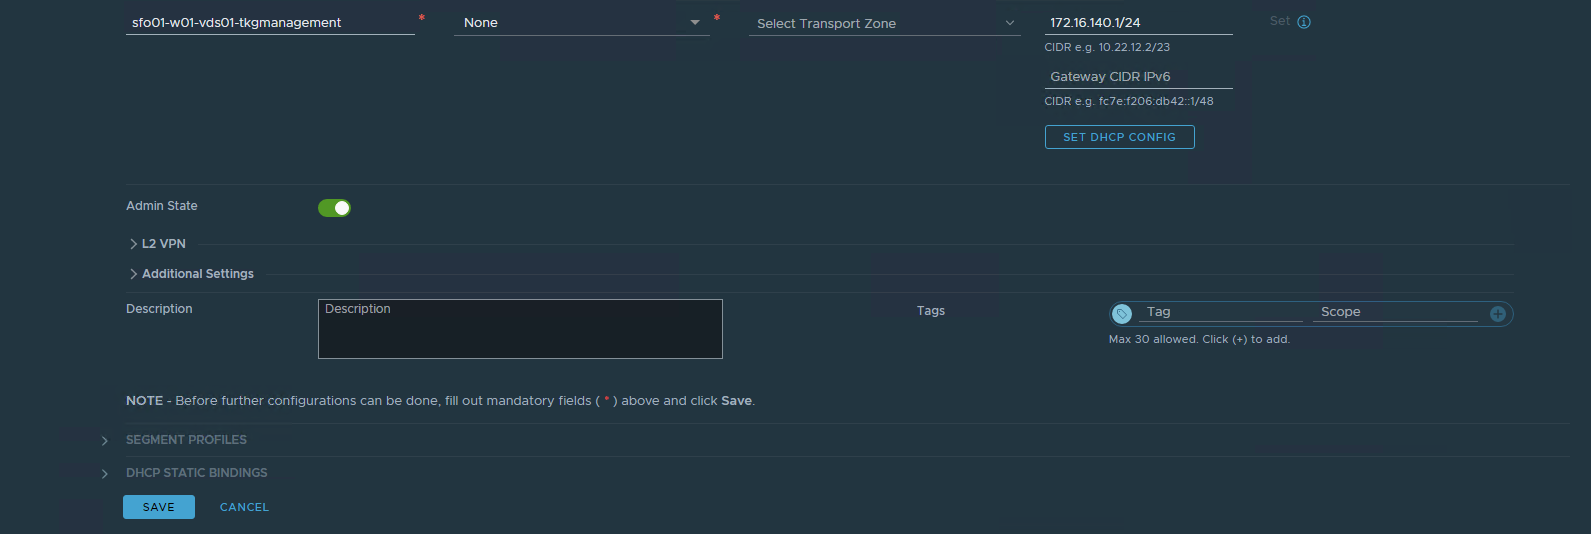 sfo01-w01-vds01-tkgmanagement * None * Select Transport Zone 172.16.140.1/24 Set
CIDR e.g. 10.22.12.2/23
Gateway CIDR IPv6
CIDR e.g. fc7e:f206:db42::1/48
SET DHCP CONFIG
Admin State
L2 VPN
Additional Settings
Description Description Tags Tag Scope
Max 30 allowed. Click (+) to add.
NOTE - Before further configurations can be done, fill out mandatory fields ( * ) above and click Save.
SEGMENT PROFILES
DHCP STATIC BINDINGS
SAVE CANCEL